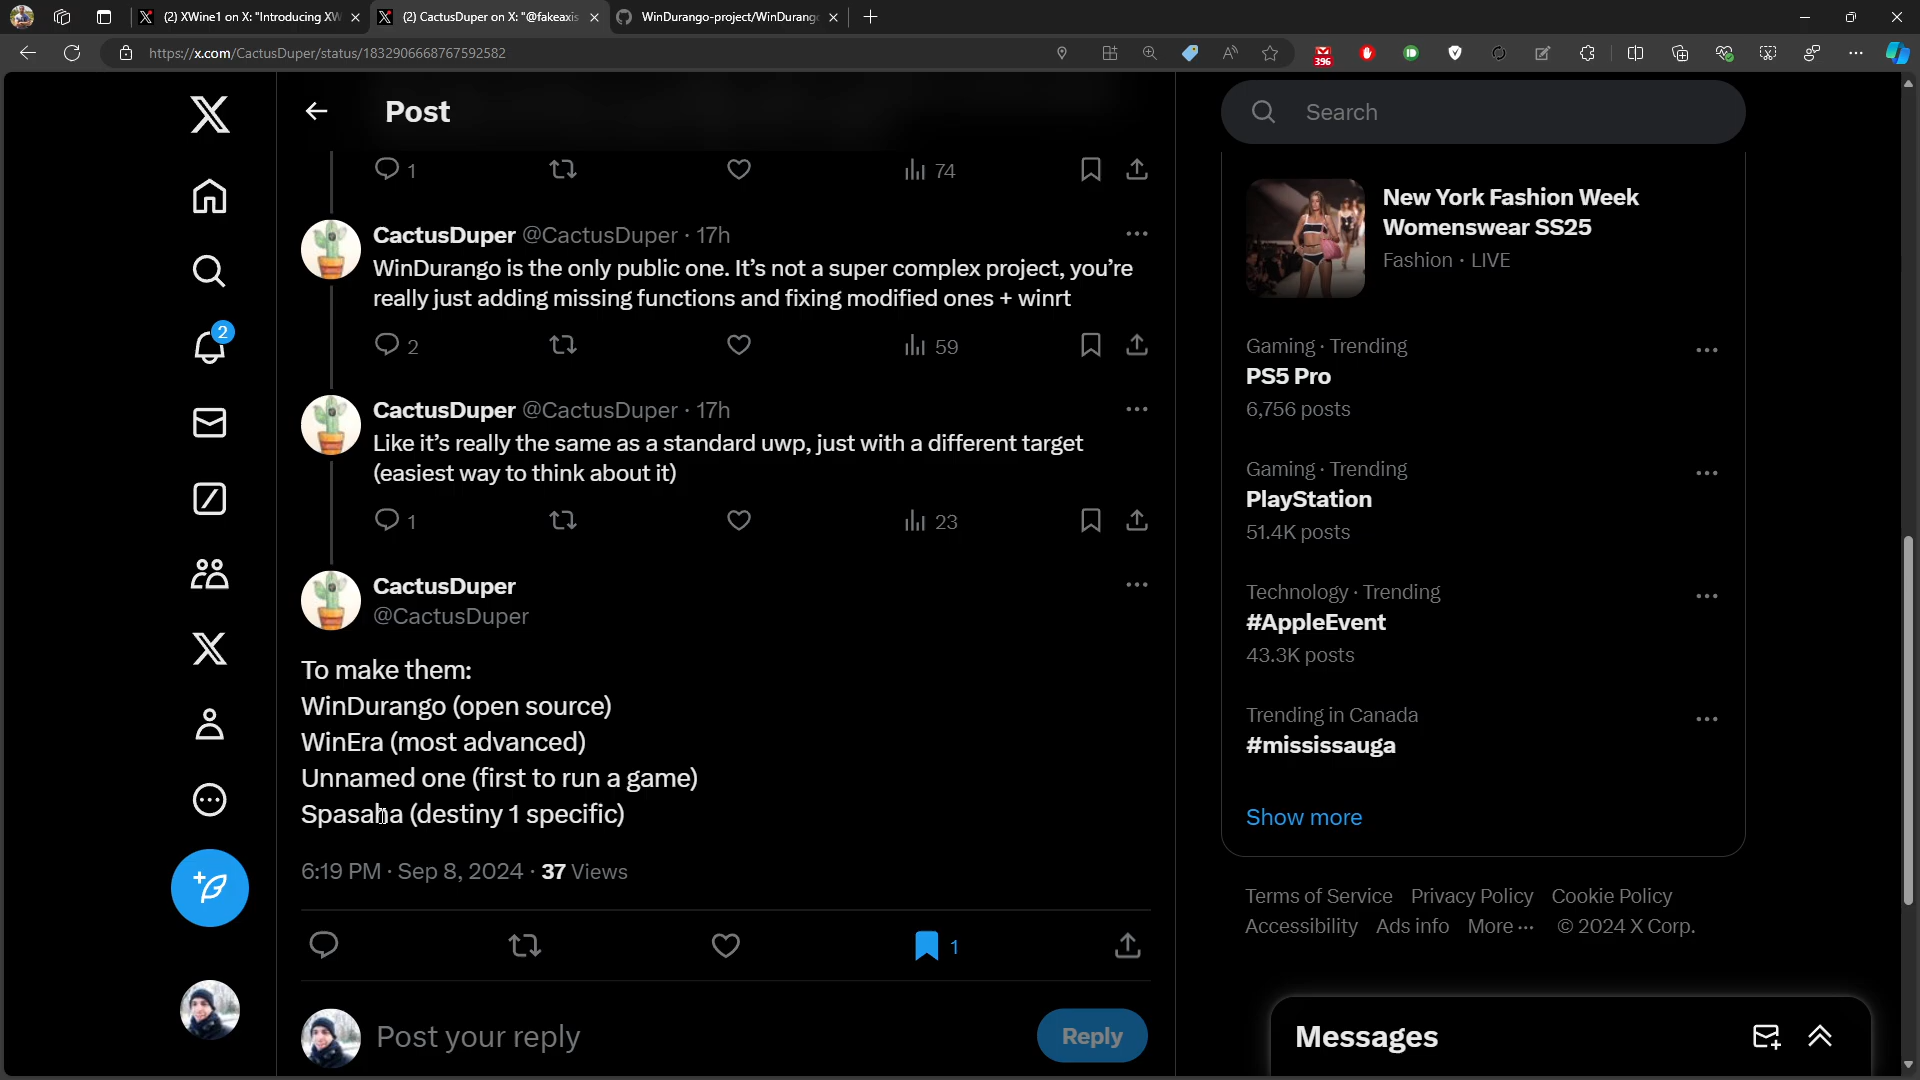 (2) XWine1 on X: "Introducing XW
(2) CactusDuper on X: "@fakeaxis
WinDurango-project/WinDurang
https://x.com/CactusDuper/status/1832906668767592582
396
Post
Search
1
74
CactusDuper @CactusDuper · 17h
WinDurango is the only public one. It's not a super complex project, you're
really just adding missing functions and fixing modified ones + winrt
2
59
CactusDuper @CactusDuper · 17h
Like it's really the same as a standard uwp, just with a different target
(easiest way to think about it)
1
23
CactusDuper
@CactusDuper
To make them:
WinDurango (open source)
WinEra (most advanced)
Unnamed one (first to run a game)
(destiny 1 specific)
6:19 PM · Sep 8, 2024 · 37 Views
1
Post your reply
Reply
2
New York Fashion Week
Womenswear SS25
Fashion · LIVE
Gaming · Trending
PS5 Pro
6,756 posts
Gaming · Trending
PlayStation
51.4K posts
Technology · Trending
#AppleEvent
43.3K posts
Trending in Canada
#mississauga
Show more
Terms of Service Privacy Policy Cookie Policy
Accessibility Ads info More ··· © 2024 X Corp.
Messages